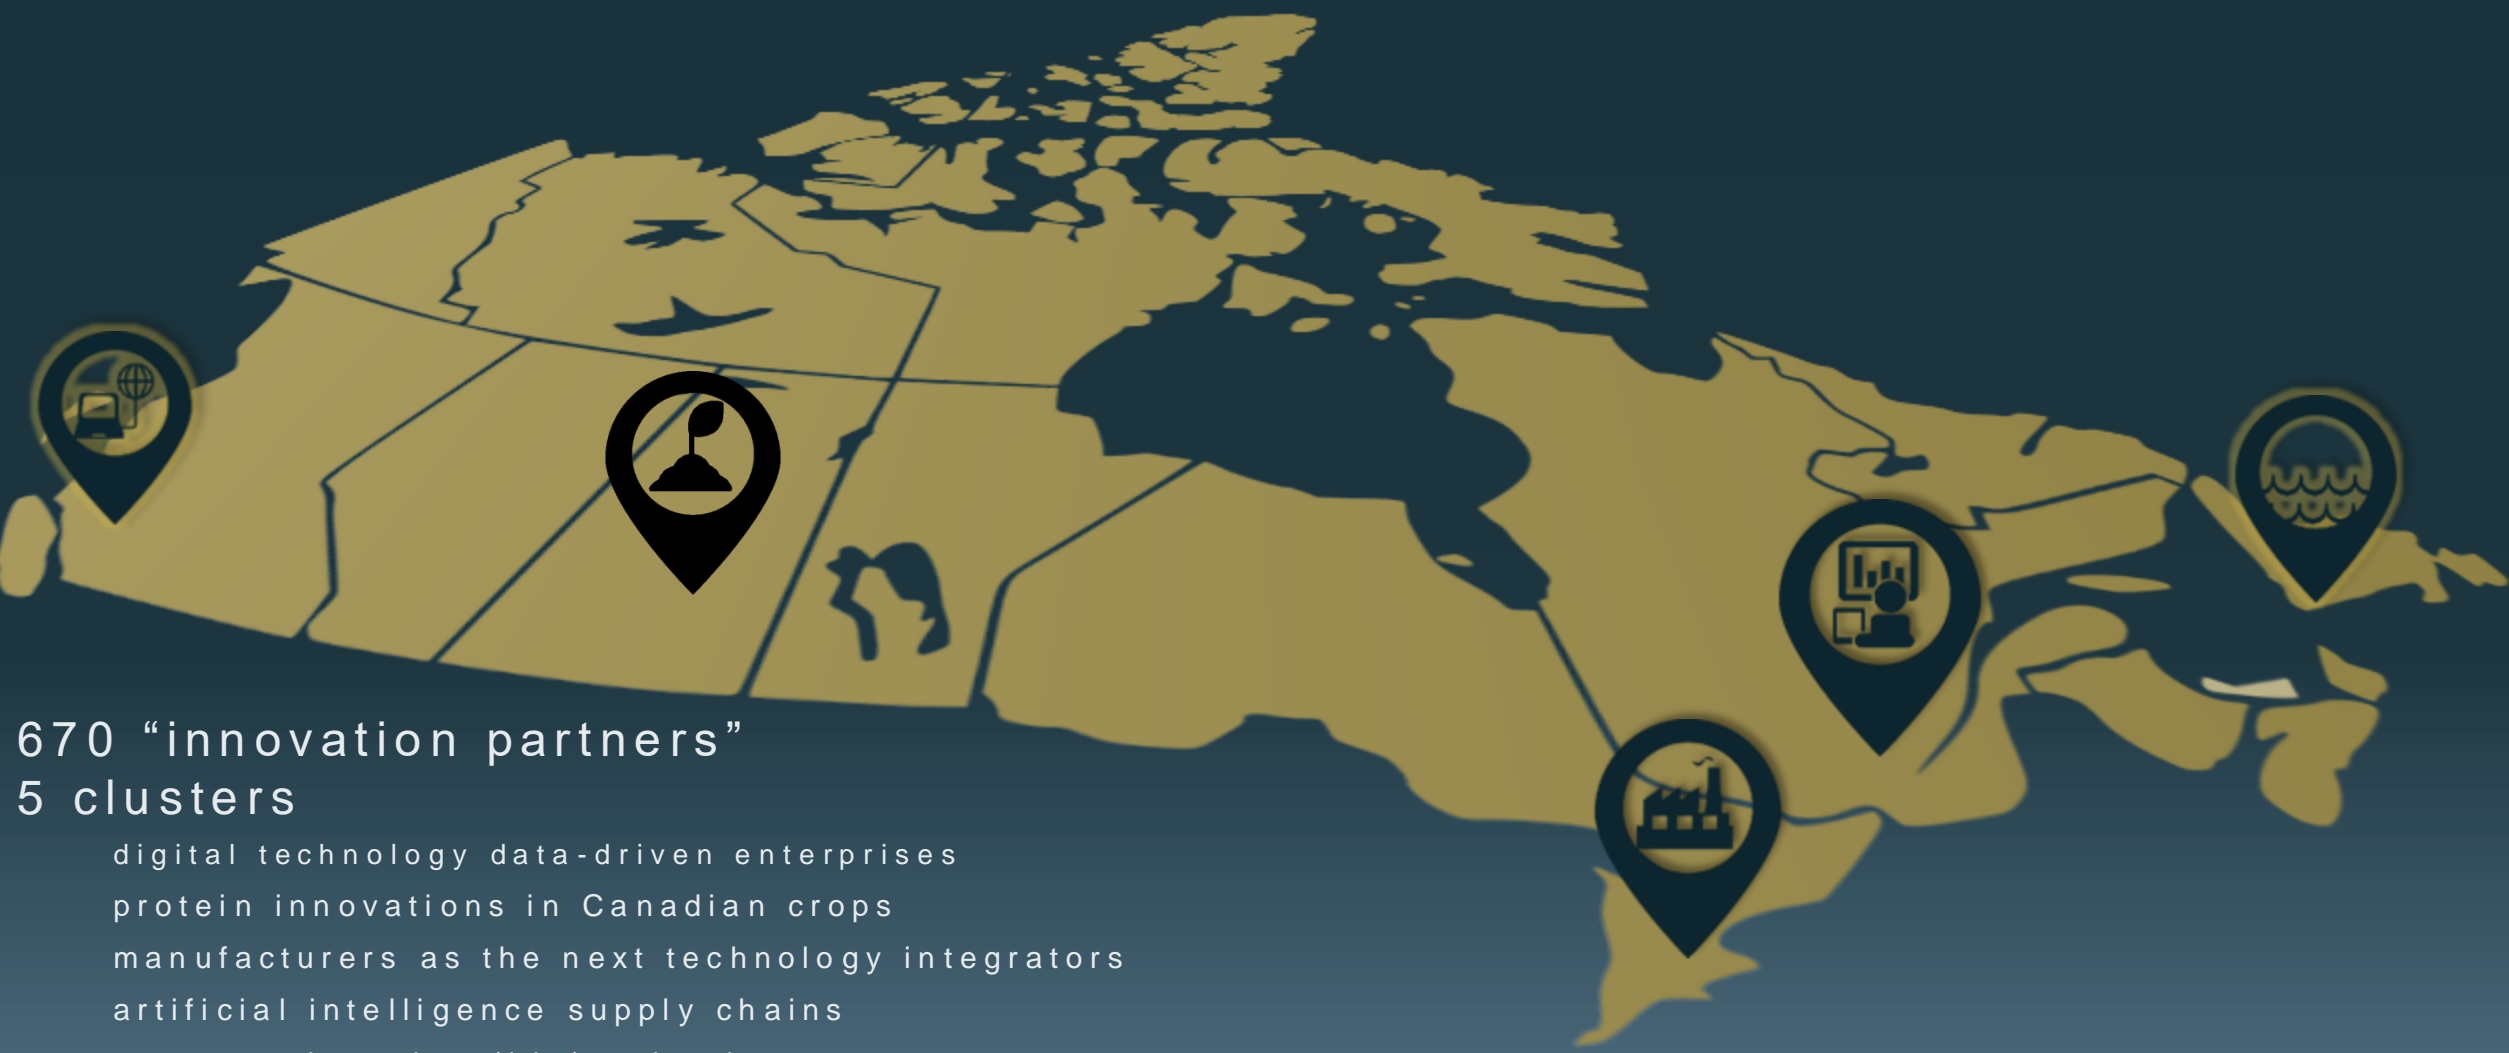 670 “innovation partners”
5 clusters
digital technology data-driven enterprises
protein innovations in Canadian crops
manufacturers as the next technology integrators
artificial intelligence supply chains